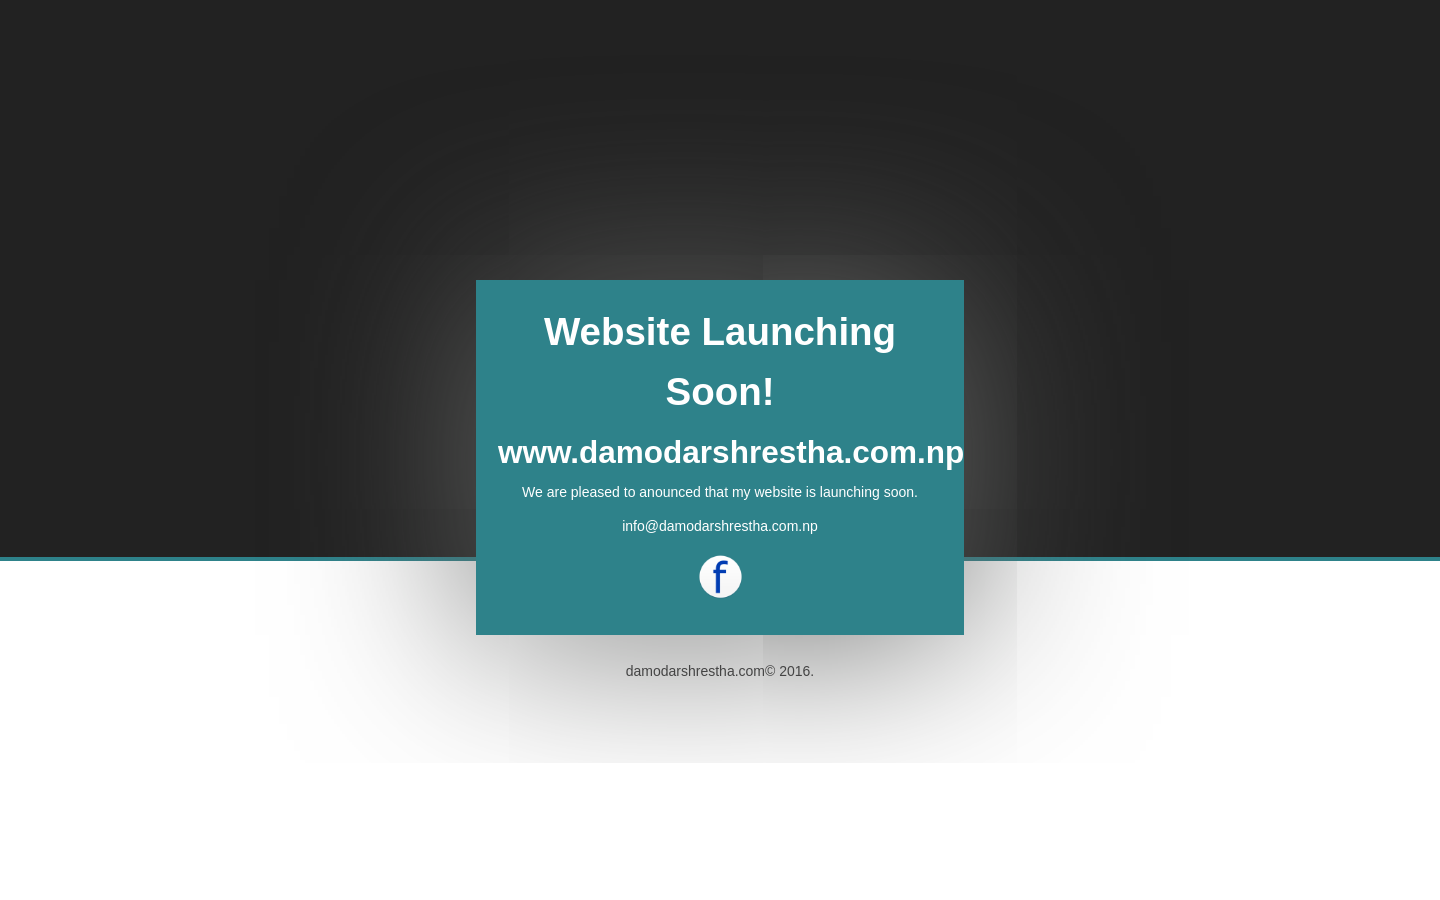 Website Launching
Soon!
www.damodarshrestha.com.np
We are pleased to anounced that my website is launching soon.
info@damodarshrestha.com.np
f
damodarshrestha.com© 2016.